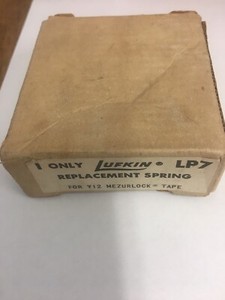 1 ONLY LUFKIN® LP7
REPLACEMENT SPRING
FOR Y12 MEZURLOCK® TAPE